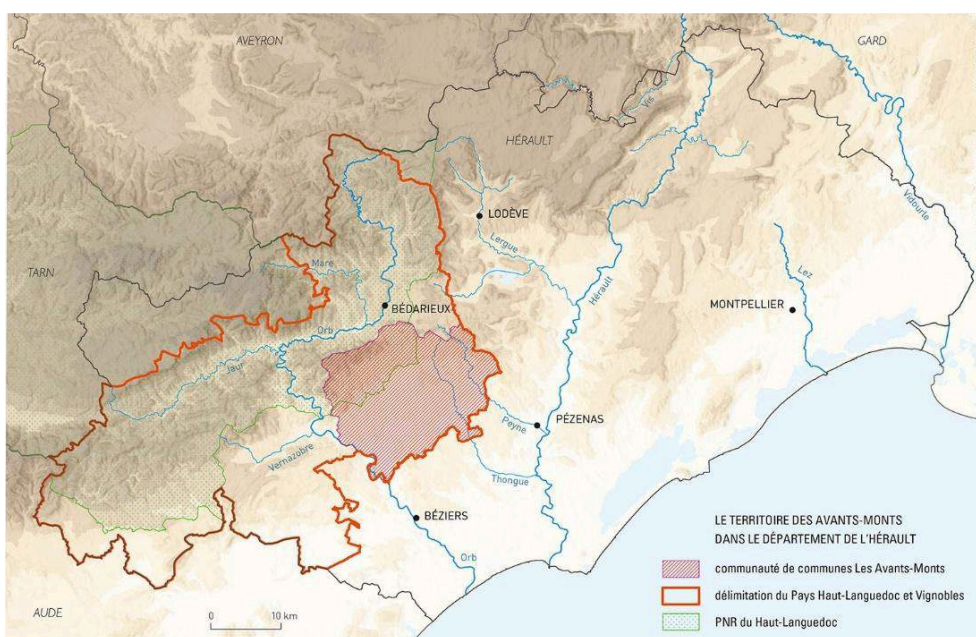 AVEYRON
GARD
HÉRAULT
Vis
LODÈVE
Vidourle
Lergue
Mare
Lez
TARN
Hérault
BÉDARIEUX
MONTPELLIER
Orb
Jaur
PÉZENAS
Peyne
Vernazobre
Thongue
BÉZIERS
Orb
AUDE
0 10 km
LE TERRITOIRE DES AVANTS-MONTS
DANS LE DÉPARTEMENT DE L'HÉRAULT
communauté de communes Les Avants-Monts
délimitation du Pays Haut-Languedoc et Vignobles
PNR du Haut-Languedoc